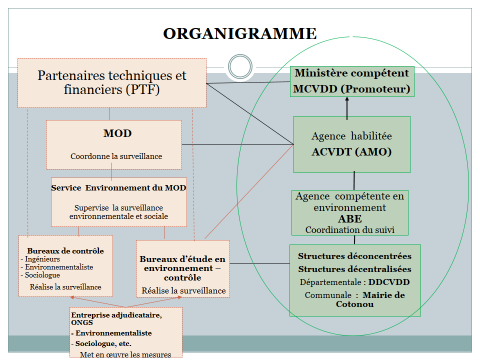 ORGANIGRAMME
Partenaires techniques et
financiers (PTF)
Ministère compétent
MCVDD (Promoteur)
MOD
Coordonne la surveillance
Agence habilitée
ACVDT (AMO)
Service Environnement du MOD
Supervise la surveillance
environnementale et sociale
Agence compétente en
environnement
ABE
Coordination du suivi
Bureaux de contrôle
- Ingénieurs
- Environnementaliste
- Sociologue
Réalise la surveillance
Bureaux d'étude en
environnement –
contrôle
Réalise la surveillance
Structures déconcentrées
Structures décentralisées
Départementale : DDCVDD
Communale : Mairie de
Cotonou
Entreprise adjudicataire,
ONGS
- Environnementaliste
- Sociologue, etc.
Met en œuvre les mesures